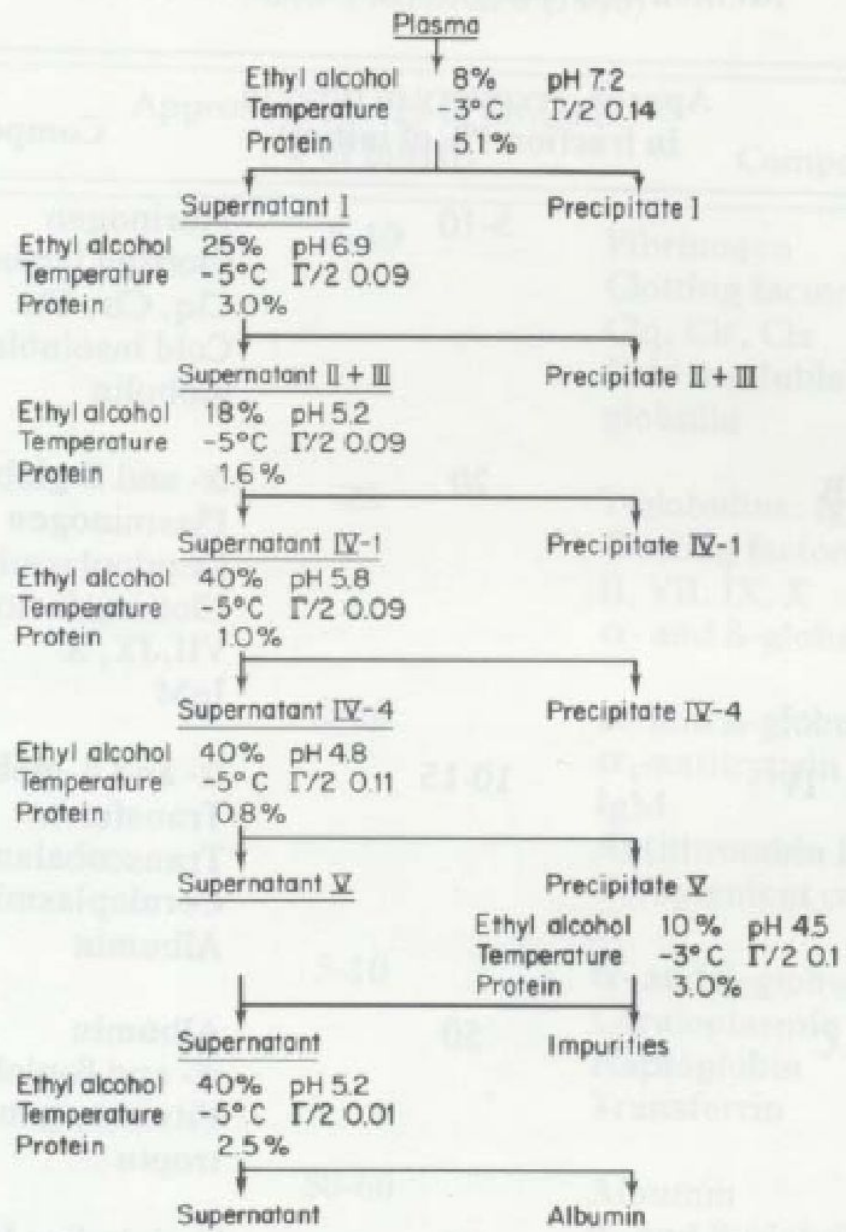 Plasma
Ethyl alcohol 8% pH 7.2
Temperature -3°C Γ/2 0.14
Protein 5.1%
Supernatant I Precipitate I
Ethyl alcohol 25% pH 6.9
Temperature -5°C Γ/2 0.09
Protein 3.0%
Supernatant II + III Precipitate II + III
Ethyl alcohol 18% pH 5.2
Temperature -5°C Γ/2 0.09
Protein 1.6%
Supernatant IV-1 Precipitate IV-1
Ethyl alcohol 40% pH 5.8
Temperature -5°C Γ/2 0.09
Protein 1.0%
Supernatant IV-4 Precipitate IV-4
Ethyl alcohol 40% pH 4.8
Temperature -5°C Γ/2 0.11
Protein 0.8%
Supernatant V Precipitate V
Ethyl alcohol 10% pH 4.5
Temperature -3°C Γ/2 0.1
Protein 3.0%
Supernatant Impurities
Ethyl alcohol 40% pH 5.2
Temperature -5°C Γ/2 0.01
Protein 2.5%
Supernatant Albumin